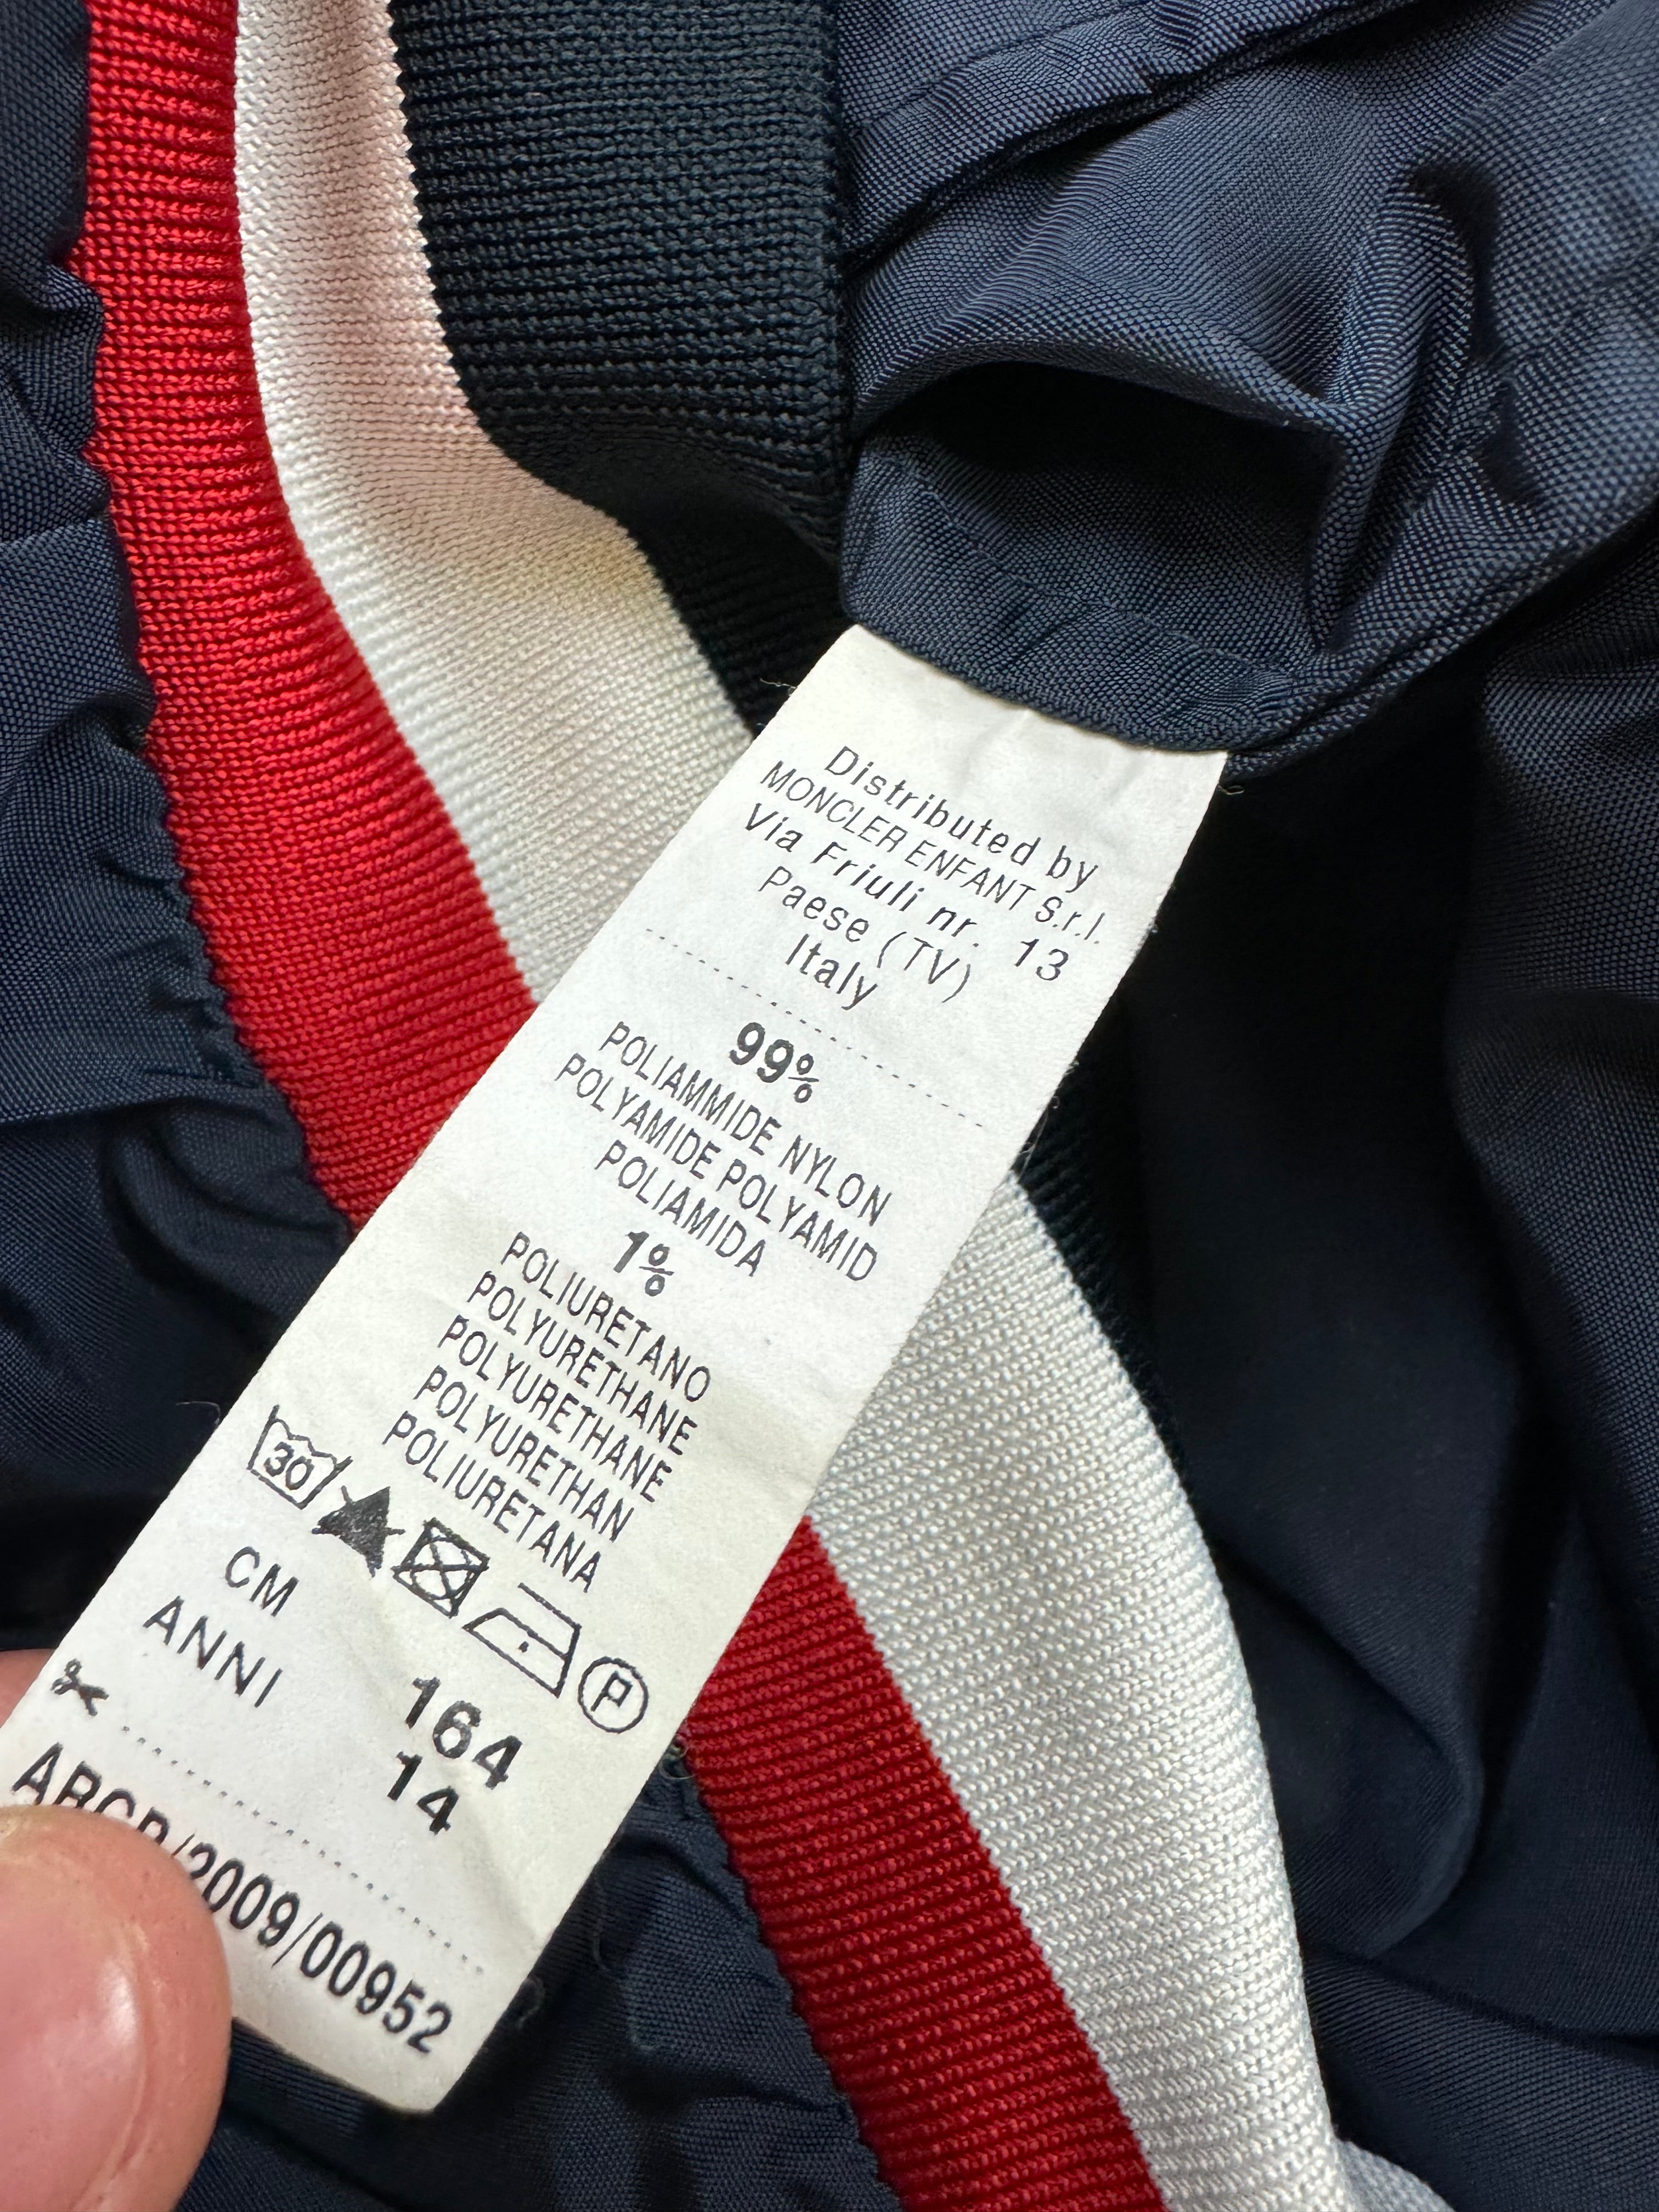 Distributed by
MONCLER ENFANT S.r.l.
Via Friuli nr. 13
Paese (TV)
Italy
99%
POLIAMMIDE NYLON
POLYAMIDE POLYAMID
POLIAMIDA
1%
POLIURETANO
POLYURETHANE
POLYURETHANE
POLYURETHAN
POLIURETANA
30
P
CM 164
ANNI 14
/2009/00952